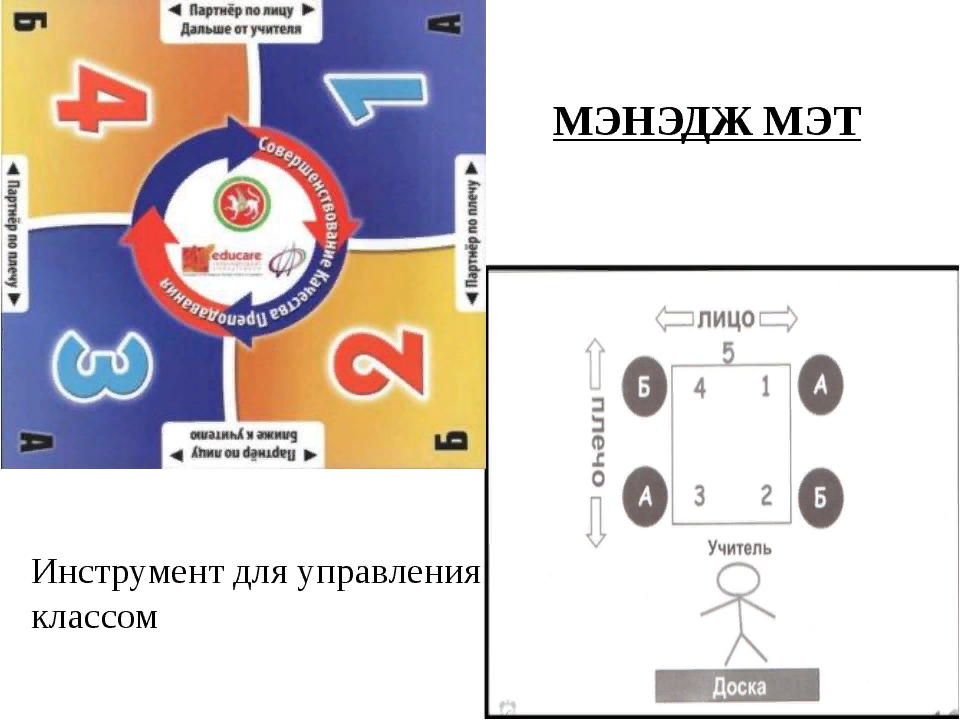 ◄ Партнёр по лицу ►
Дальше от учителя
Б
А
4
1
МЭНЭДЖ МЭТ
◄ Партнёр по плечу ►
◄ Партнёр по плечу ►
Совершенствование Качества Преподавания
educare
3
2
А
Б
◄ Партнёр по лицу ►
Ближе к учителю
ЛИЦО
5
плечо
Б
4
1
А
А
3
2
Б
Учитель
Доска
Инструмент для управления
классом